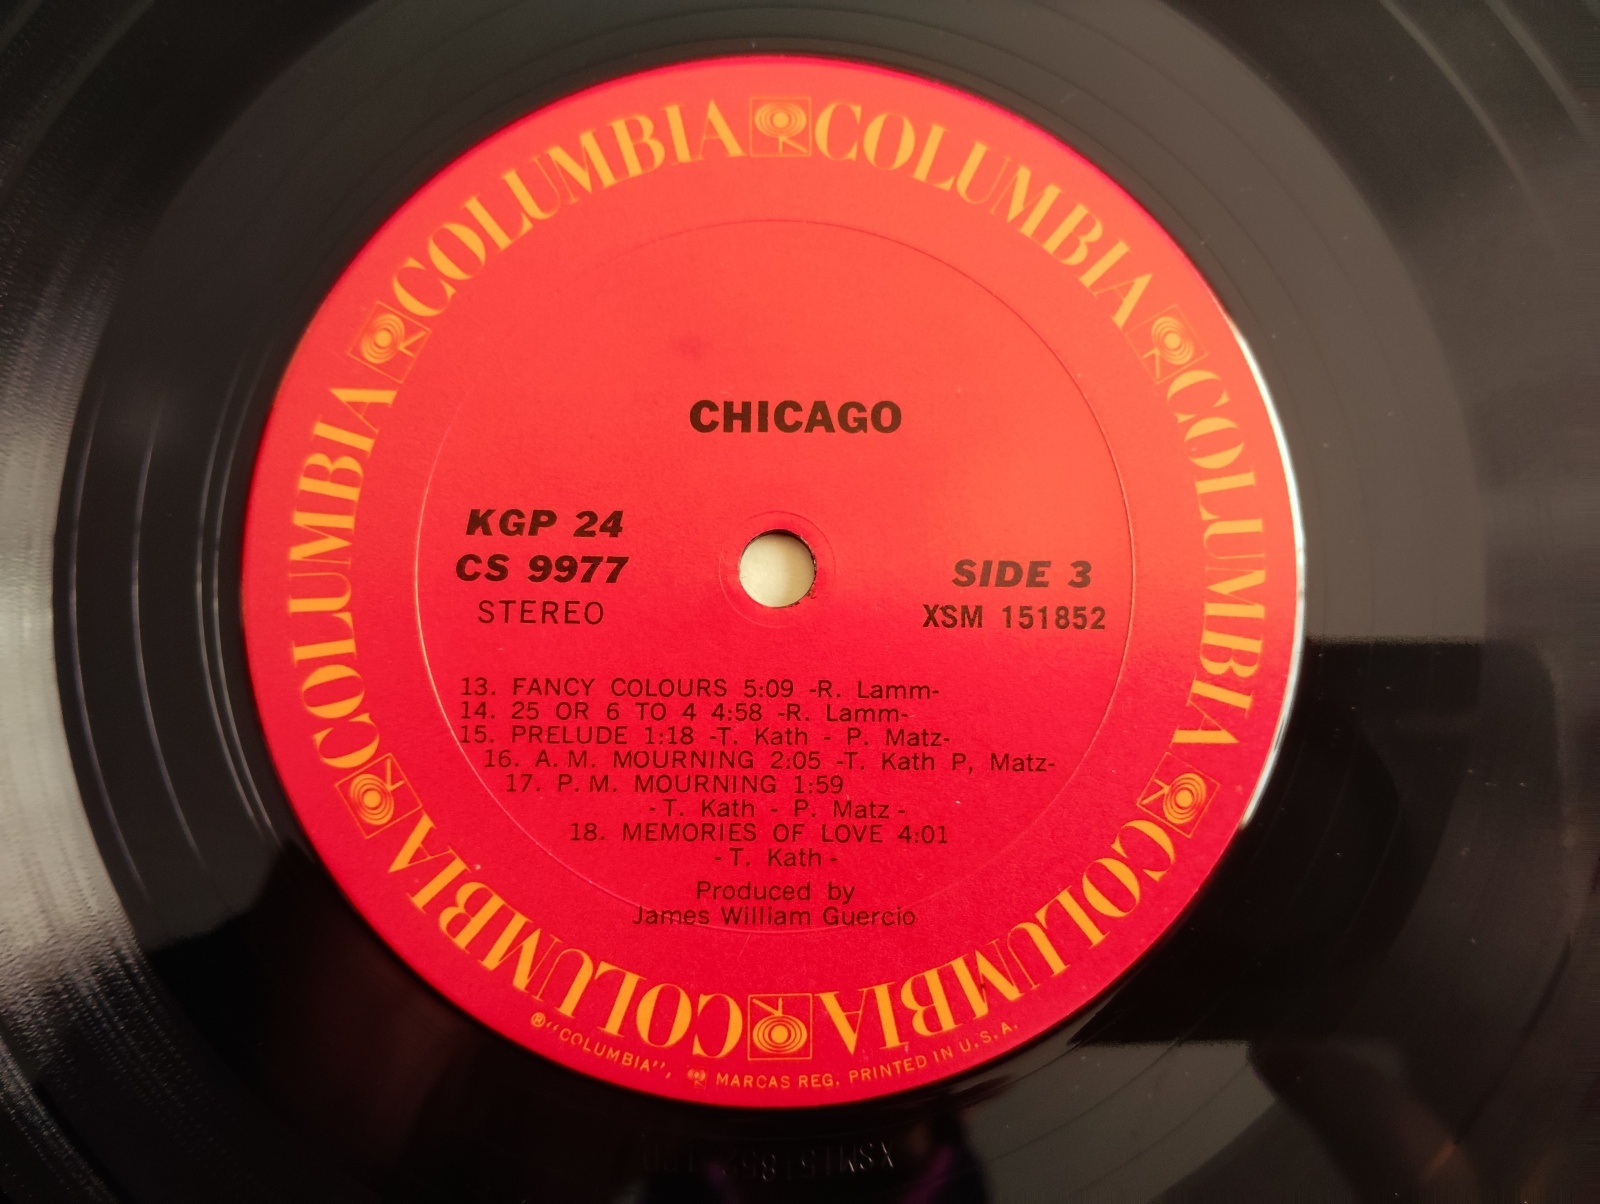 COLUMBIA COLUMBIA COLUMBIA COLUMBIA COLUMBIA COLUMBIA
CHICAGO
KGP 24
CS 9977
STEREO
SIDE 3
XSM 151852
13. FANCY COLOURS 5:09 -R. Lamm-
14. 25 OR 6 TO 4 4:58 -R. Lamm-
15. PRELUDE 1:18 -T. Kath - P. Matz-
16. A.M. MOURNING 2:05 -T. Kath P, Matz-
17. P.M. MOURNING 1:59
-T. Kath - P. Matz-
18. MEMORIES OF LOVE 4:01
-T. Kath-
Produced by
James William Guercio
® "COLUMBIA", MARCAS REG. PRINTED IN U.S.A.